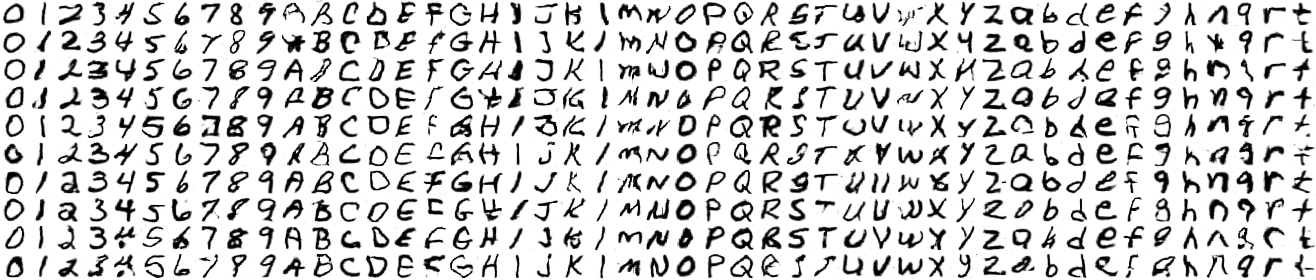 0 1 2 3 4 5 6 7 8 9 A B C D E F G H I J K l M N O P Q R S T U V W X Y Z a b d e f g h n q r t
0 1 2 3 4 5 6 7 8 9 B C D E f G H I J K l M N O P Q R S T U V W X Y Z a b d e f g h q r t
0 1 2 3 4 5 6 7 8 9 A B C D E F G H I J K l M W O P Q R S T U V W X Z a b d e f g h n q r t
0 1 2 3 4 5 6 7 8 9 A B C D E F G I J K l M N O P Q R S T U V X Y Z a b d e f g h n q r t
0 1 2 3 4 5 6 7 8 9 A B C D E F G H I J K l M N O P Q R S T U V W X Y Z a b d e f g h n q r t
0 1 2 3 4 5 6 7 8 9 A B C D E F G H I J K l M N O P Q R S T X V W X Y Z a b d e f g h n q r t
0 1 2 3 4 5 6 7 8 9 A B C D E F G H I J K l M N O P Q R S T U V W X Y Z a b d e f g h n q r t
0 1 2 3 4 5 6 7 8 9 A B C D E F G H I J K l M N O P Q R S T U V W X Y Z a b d e f g h n q r t
0 1 2 3 4 5 6 7 8 9 A B C D E F G H I J K l M N O P Q R S T U V W X Y Z a b d e f g h n q r t
0 1 2 3 4 5 6 7 8 9 A B C D E F G H I J K l M N O P Q R S T U V W X Y Z a b d e f g h n q r t